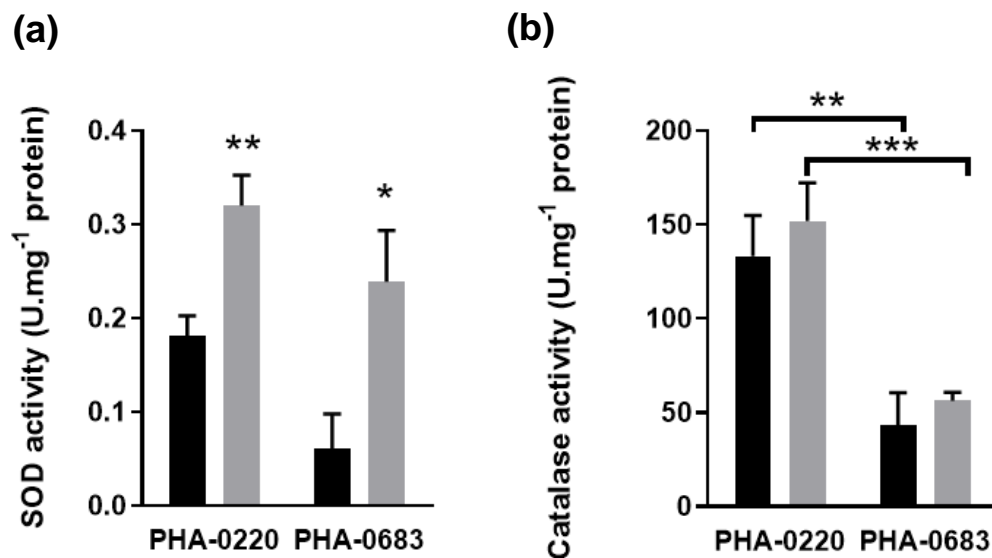 (a)
SOD activity (U.mg⁻¹ protein)
0.4
0.3
0.2
0.1
0.0
**
*
PHA-0220 PHA-0683
(b)
Catalase activity (U.mg⁻¹ protein)
200
150
100
50
0
**
***
PHA-0220 PHA-0683